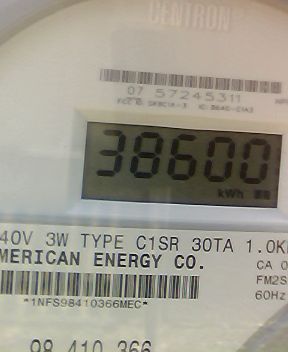 CENTRON®
07 57245311
38600
kWh
40V 3W TYPE C1SR 30TA 1.0K
MERICAN ENERGY CO.
CA 0
FM2S
60Hz
*1NFS98410366MEC*
98 410 366